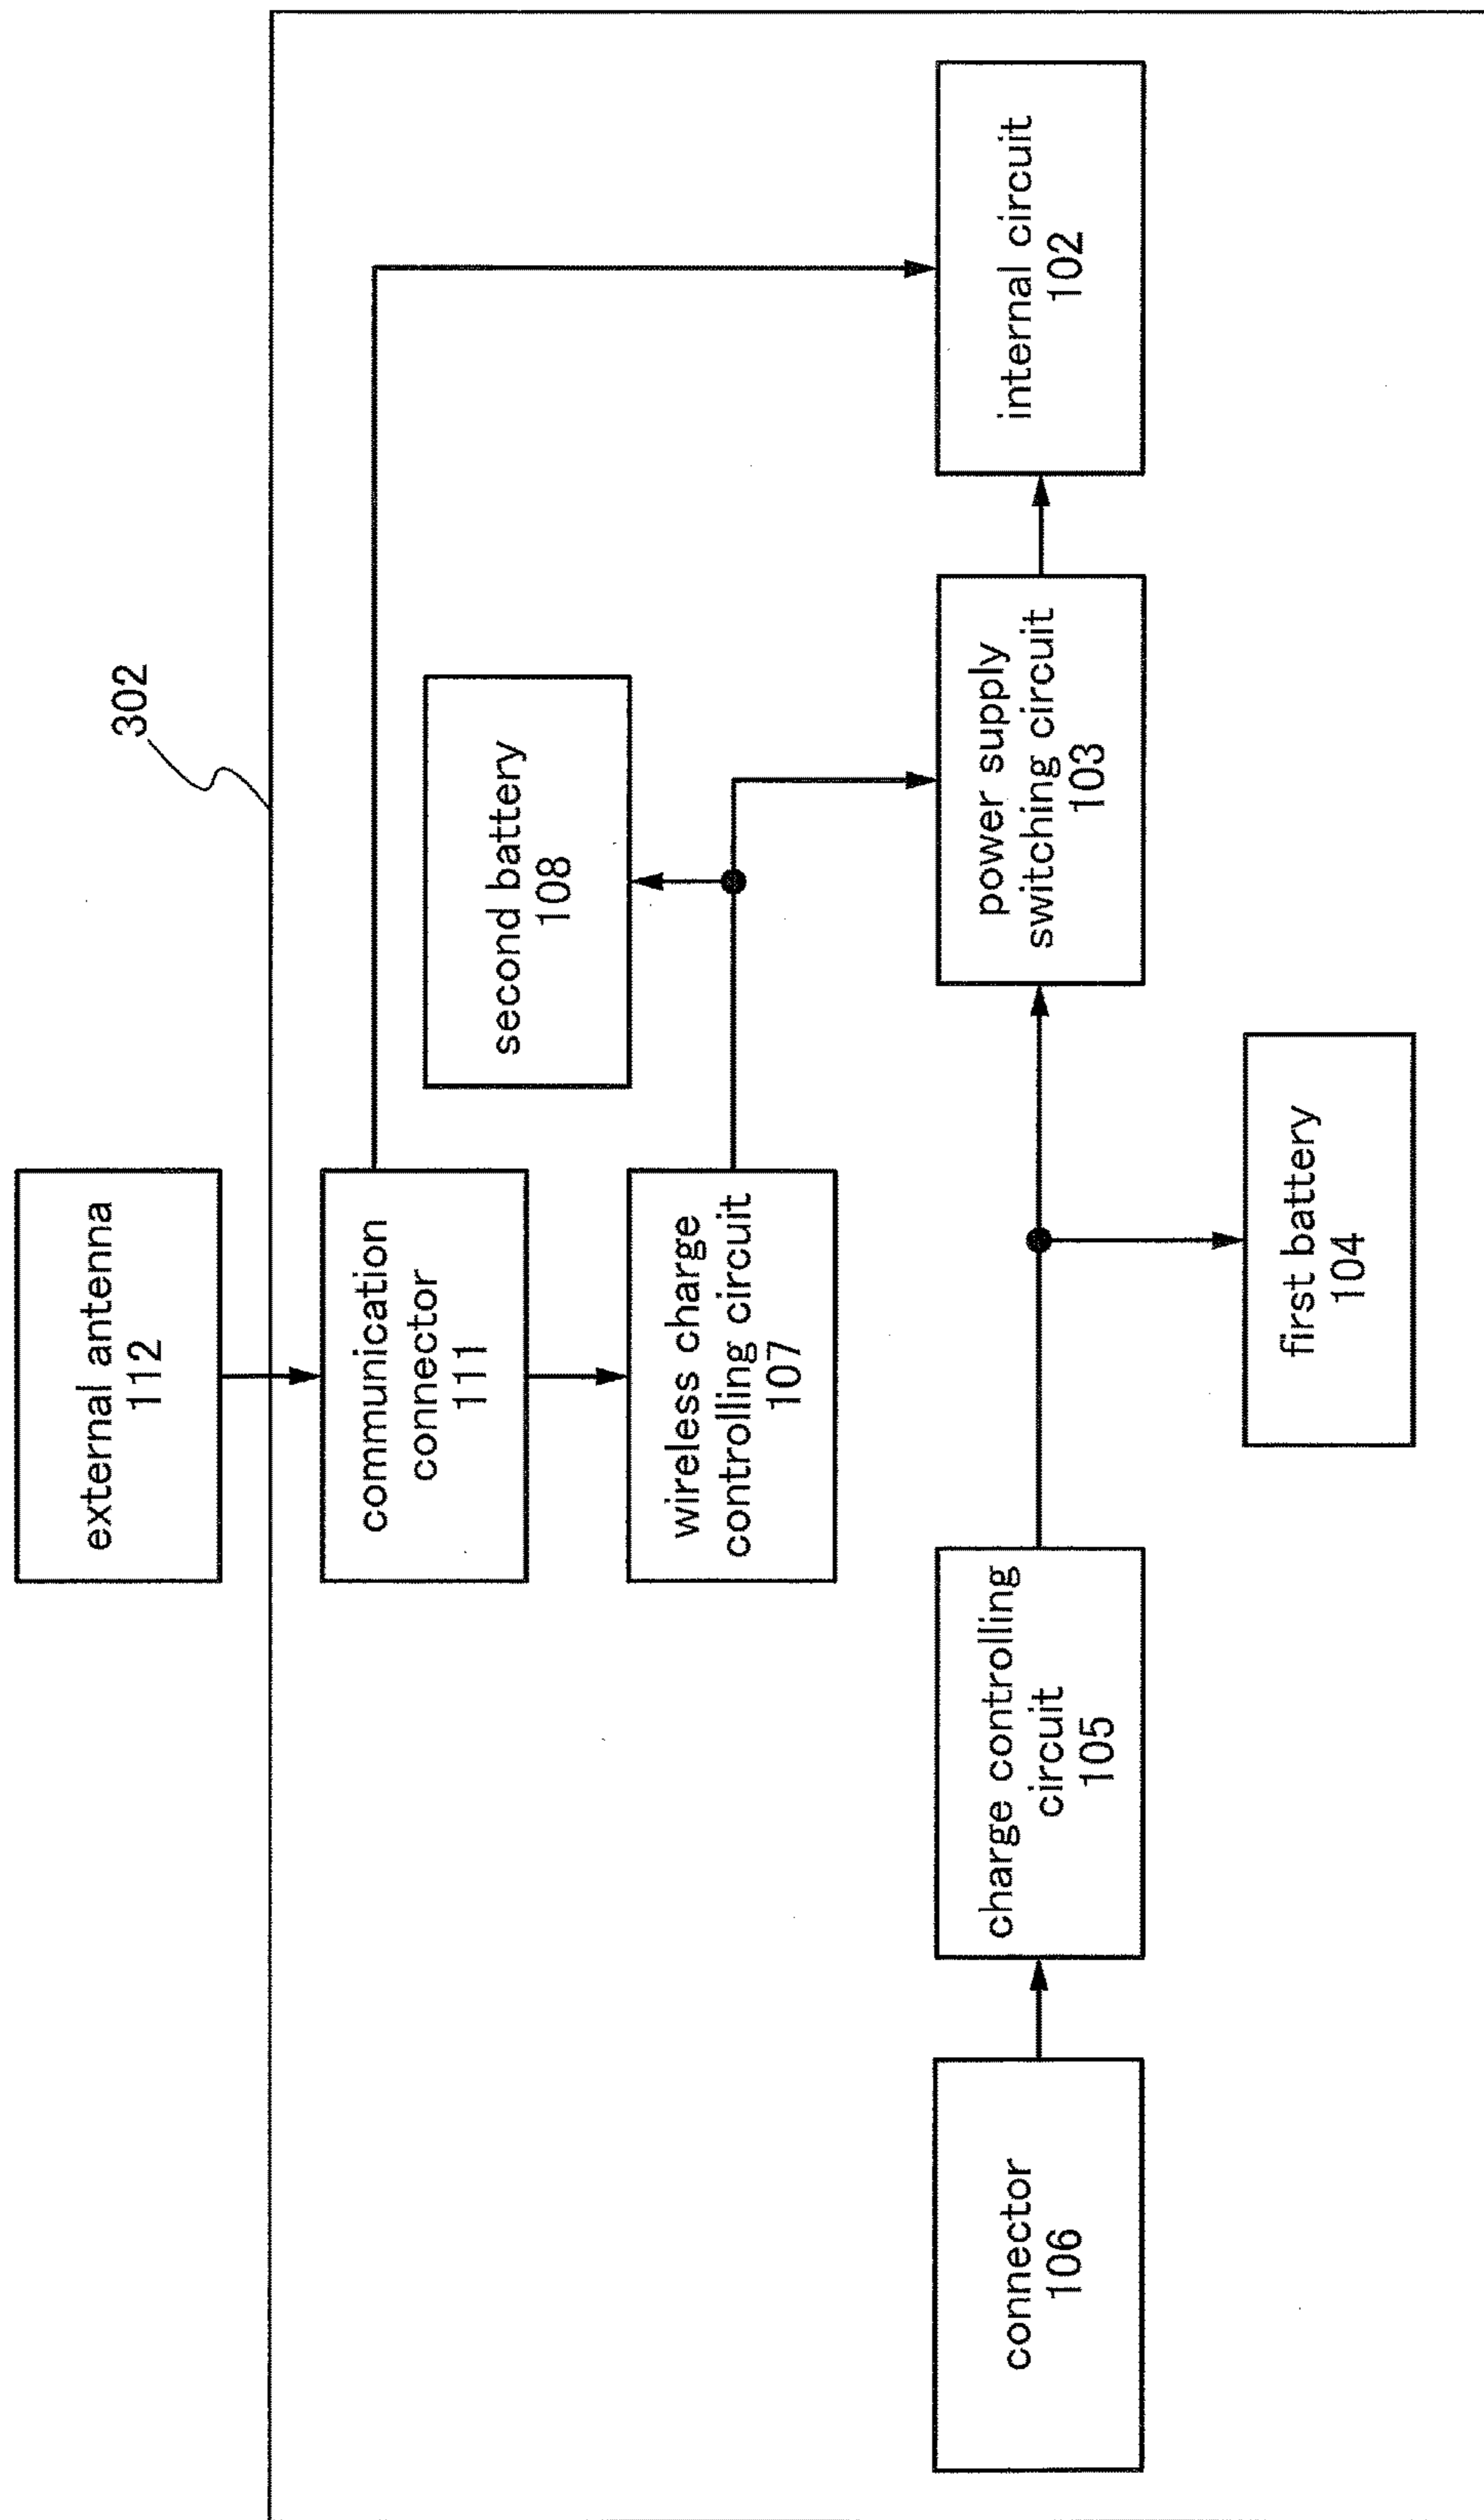 302
external antenna
112
communication
connector
111
second battery
108
wireless charge
controlling circuit
107
connector
106
charge controlling
circuit
105
power supply
switching circuit
103
internal circuit
102
first battery
104